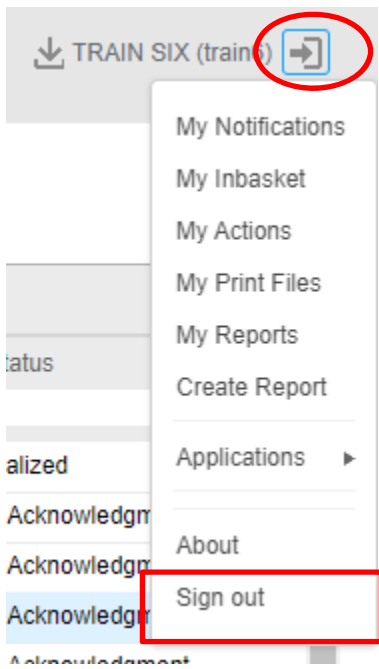 TRAIN SIX (train6)
My Notifications
My Inbasket
My Actions
My Print Files
My Reports
tatus
Create Report
alized
Applications
Acknowledgm
About
Acknowledgm
Sign out
Acknowledgm
Acknowledgment